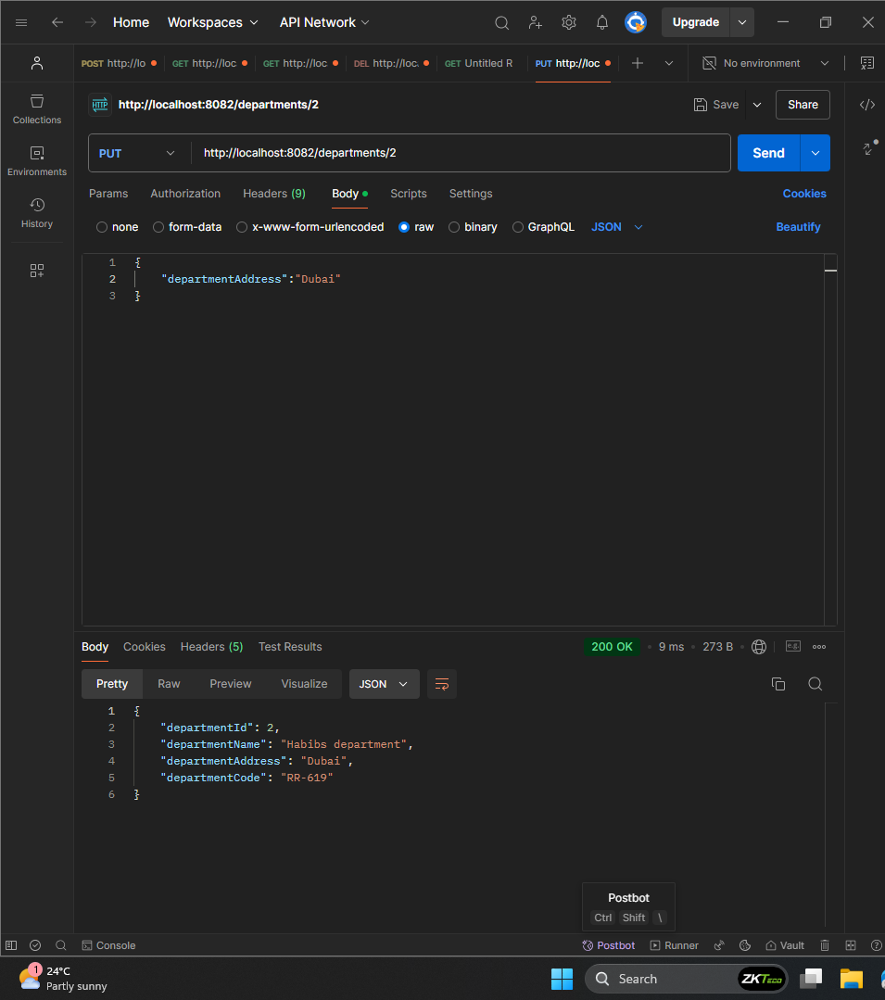 Home Workspaces API Network Upgrade
POST http://lo GET http://loc GET http://loc DEL http://loc. GET Untitled R PUT http://loc No environment
HTTP http://localhost:8082/departments/2 Save Share
Collections
PUT http://localhost:8082/departments/2 Send
Environments
Params Authorization Headers (9) Body Scripts Settings Cookies
History
none form-data x-www-form-urlencoded raw binary GraphQL JSON Beautify
1 {
2 "departmentAddress":"Dubai"
3 }
Body Cookies Headers (5) Test Results 200 OK 9 ms 273 B e.g.
Pretty Raw Preview Visualize JSON
1 {
2 "departmentId": 2,
3 "departmentName": "Habibs department",
4 "departmentAddress": "Dubai",
5 "departmentCode": "RR-619"
6 }
Postbot
Ctrl Shift \
Console Postbot Runner Vault
1 24°C
Partly sunny
Search ZKTeco